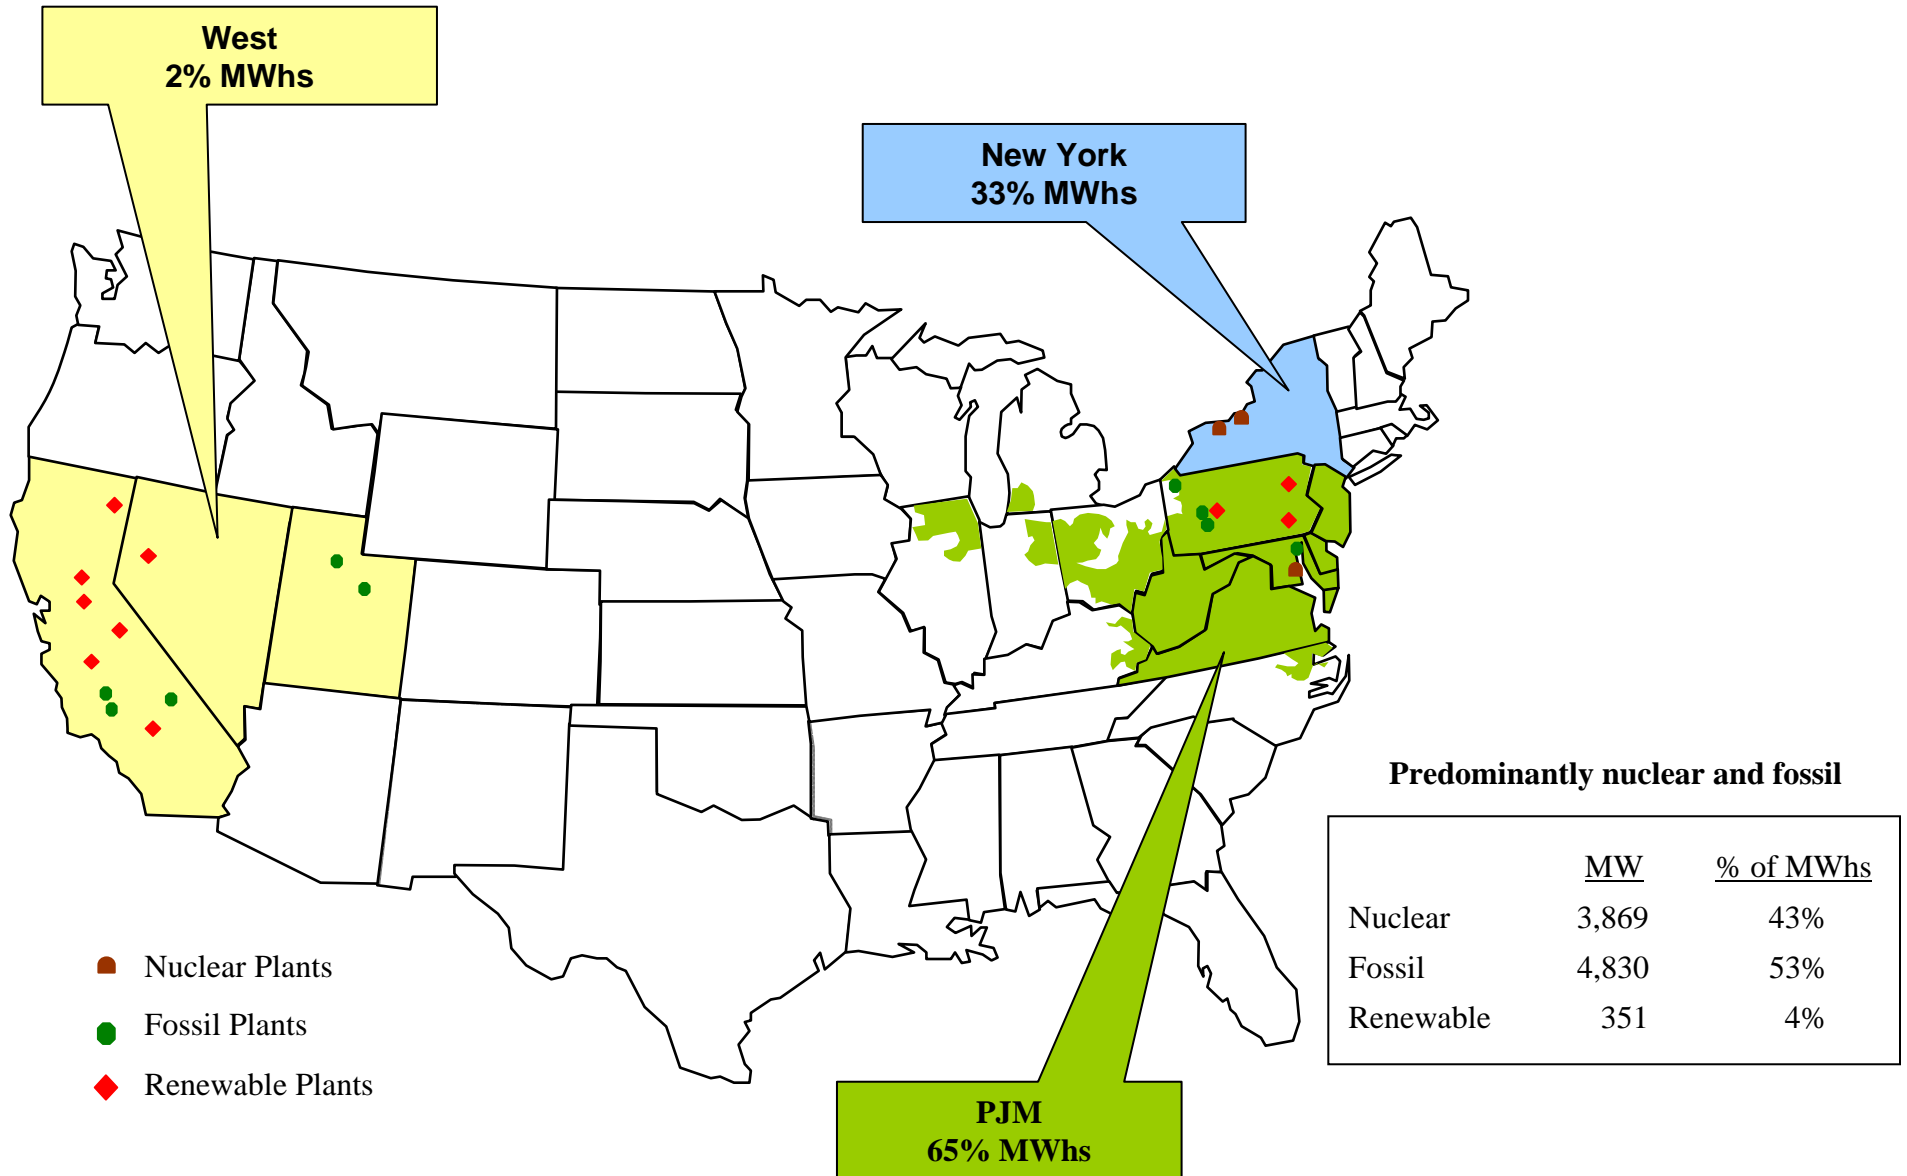 West
2% MWhs
New York
33% MWhs
Predominantly nuclear and fossil
MW % of MWhs
Nuclear 3,869 43%
Fossil 4,830 53%
Renewable 351 4%
Nuclear Plants
Fossil Plants
Renewable Plants
PJM
65% MWhs